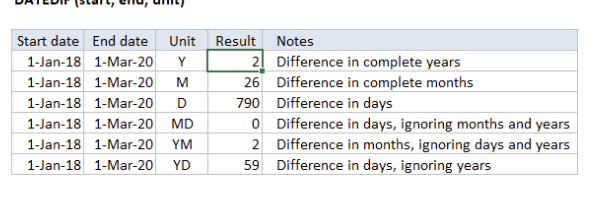 DATEDIF (start, end, unit)
Start date End date Unit Result Notes
1-Jan-18 1-Mar-20 Y 2 Difference in complete years
1-Jan-18 1-Mar-20 M 26 Difference in complete months
1-Jan-18 1-Mar-20 D 790 Difference in days
1-Jan-18 1-Mar-20 MD 0 Difference in days, ignoring months and years
1-Jan-18 1-Mar-20 YM 2 Difference in months, ignoring days and years
1-Jan-18 1-Mar-20 YD 59 Difference in days, ignoring years